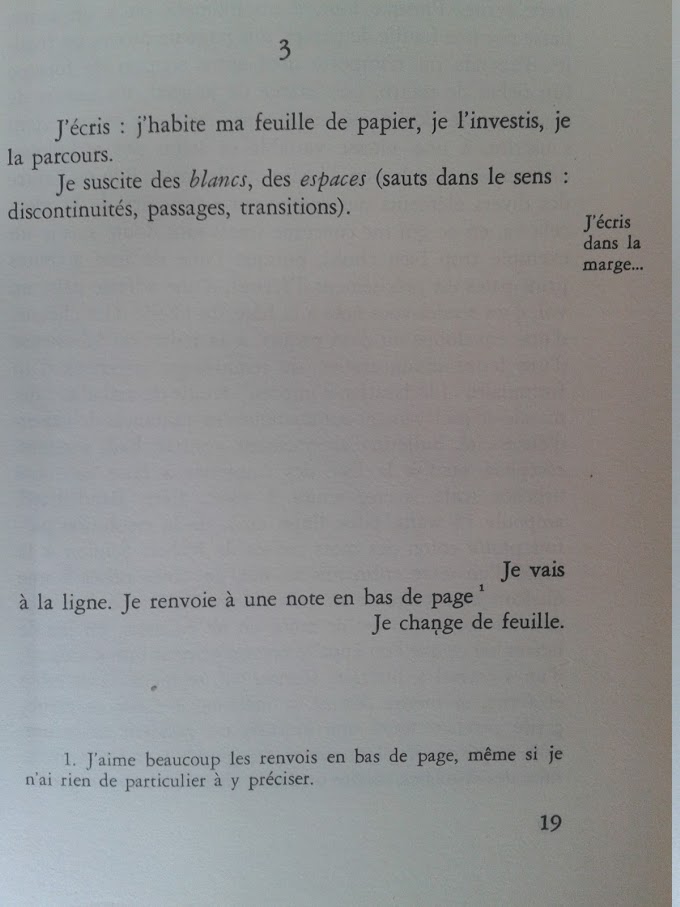 3
J'écris : j'habite ma feuille de papier, je l'investis, je
la parcours.
Je suscite des blancs, des espaces (sauts dans le sens :
discontinuités, passages, transitions).
J'écris
dans la
marge...
Je vais
à la ligne. Je renvoie à une note en bas de page ¹
Je change de feuille.
1. J'aime beaucoup les renvois en bas de page, même si je
n'ai rien de particulier à y préciser.
19